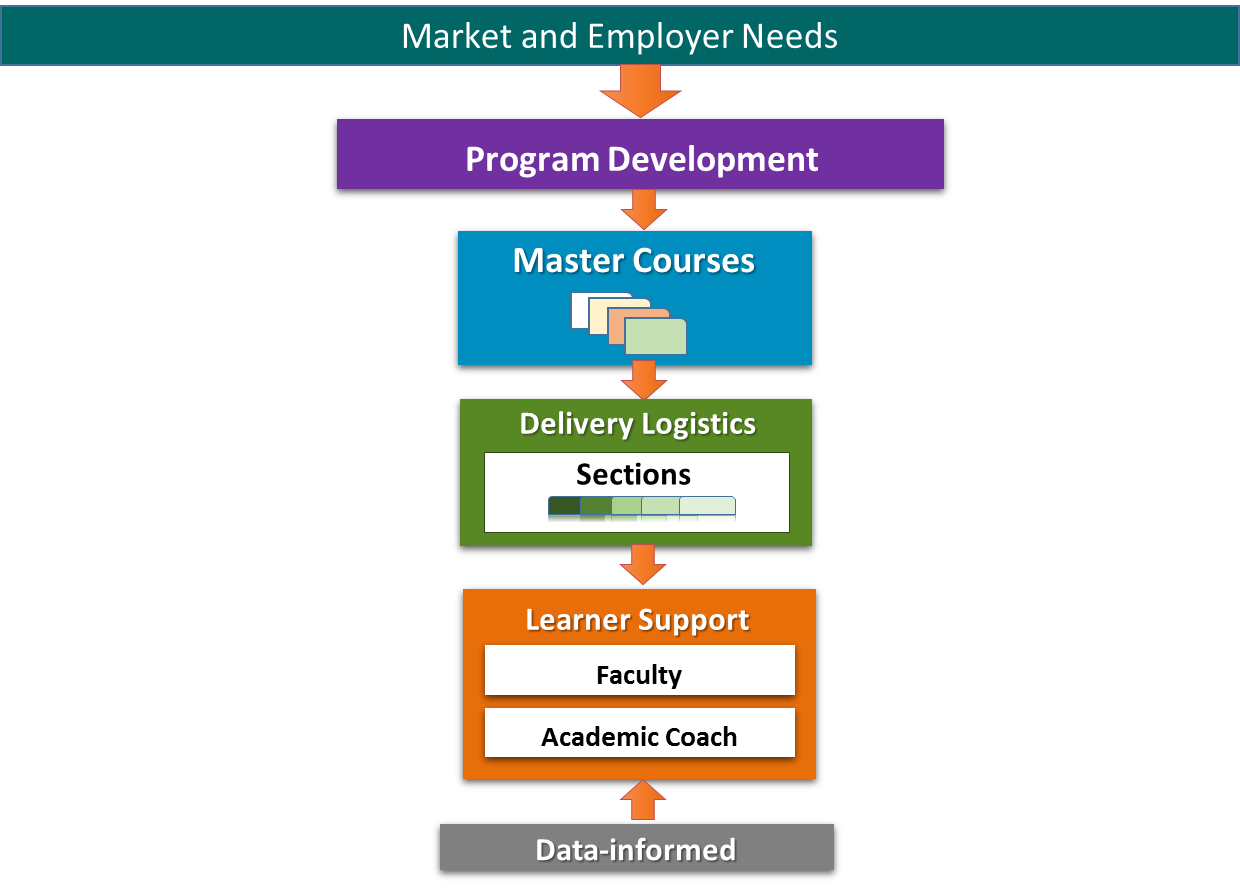 Market and Employer Needs
Program Development
Master Courses
Delivery Logistics
Sections
Learner Support
Faculty
Academic Coach
Data-informed